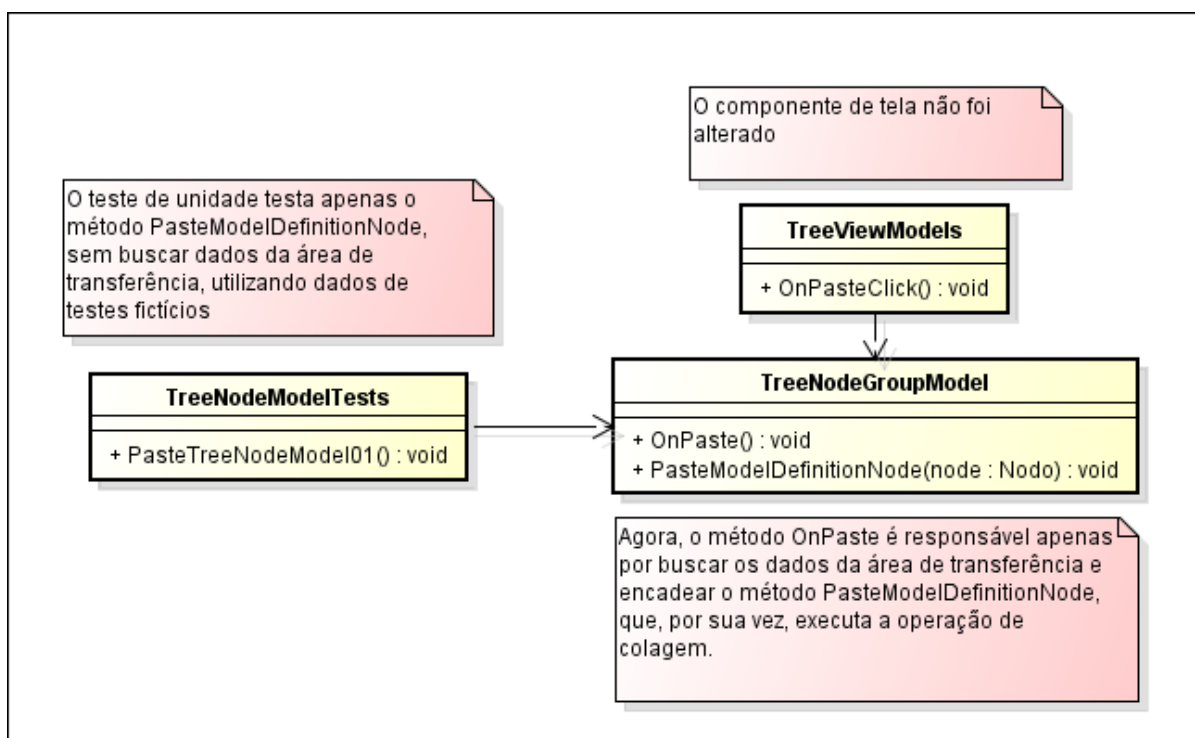 O componente de tela não foi
alterado
O teste de unidade testa apenas o
método PasteModelDefinitionNode,
sem buscar dados da área de
transferência, utilizando dados de
testes fictícios
TreeViewModels
+ OnPasteClick() : void
TreeNodeModelTests
+ PasteTreeNodeModel01() : void
TreeNodeGroupModel
+ OnPaste() : void
+ PasteModelDefinitionNode(node : Nodo) : void
Agora, o método OnPaste é responsável apenas
por buscar os dados da área de transferência e
encadear o método PasteModelDefinitionNode,
que, por sua vez, executa a operação de
colagem.